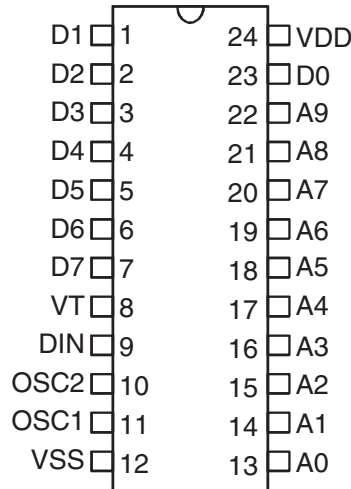 D1 1 24 VDD
D2 2 23 D0
D3 3 22 A9
D4 4 21 A8
D5 5 20 A7
D6 6 19 A6
D7 7 18 A5
VT 8 17 A4
DIN 9 16 A3
OSC2 10 15 A2
OSC1 11 14 A1
VSS 12 13 A0